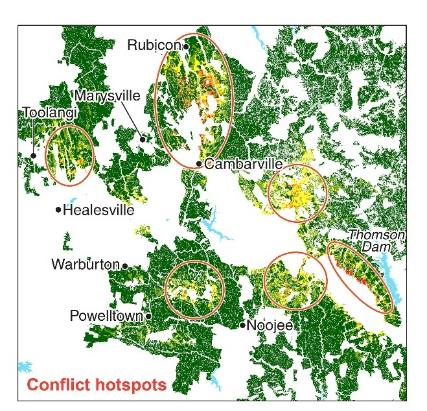 Rubicon
Marysville
Toolangi
Cambarville
Healesville
Thomson
Dam
Warburton
Powelltown
Noojee
Conflict hotspots